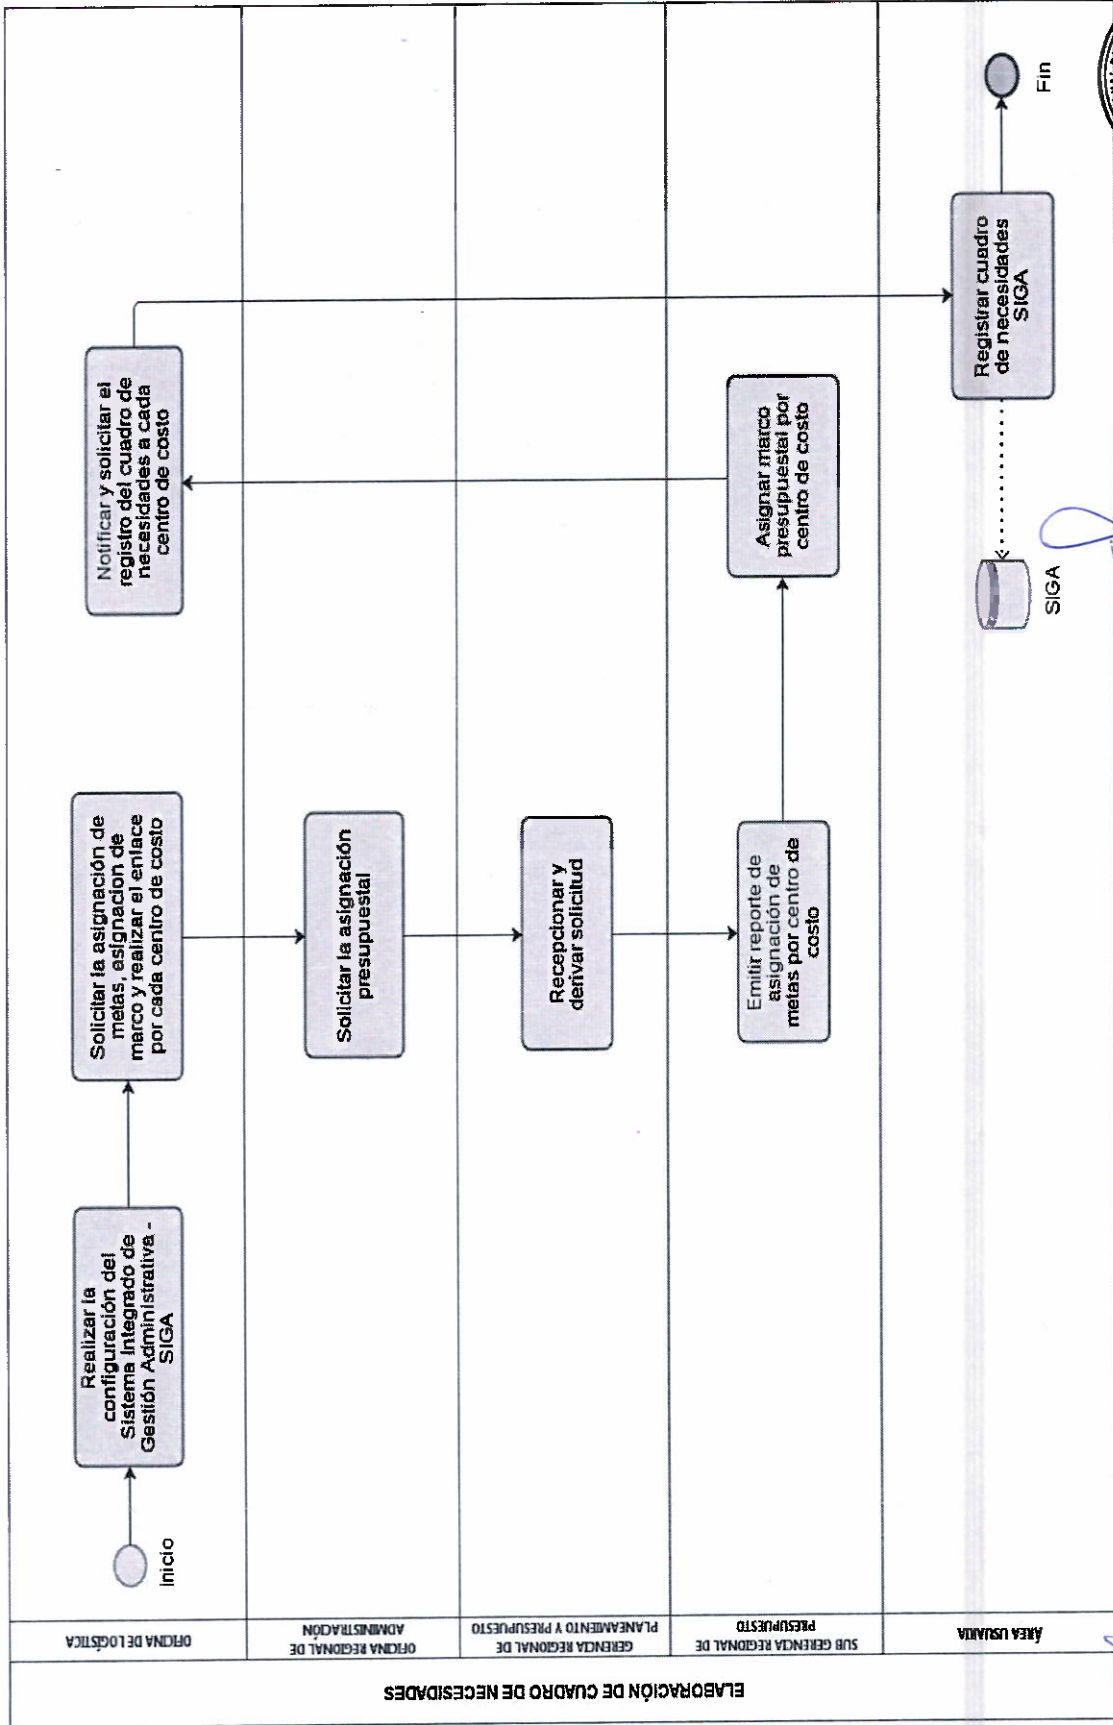 ELABORACIÓN DE CUADRO DE NECESIDADES
OFICINA DE LOGÍSTICA
Inicio
Realizar la
configuración del
Sistema Integrado de
Gestión Administrativa -
SIGA
Solicitar la asignación de
metas, asignacion de
marco y realizar el enlace
por cada centro de costo
Notificar y solicitar el
registro del cuadro de
necesidades a cada
centro de costo
OFICINA REGIONAL DE
ADMINISTRACIÓN
Solicitar la asignación
presupuestal
GERENCIA REGIONAL DE
PLANEAMIENTO Y PRESUPUESTO
Recepcionar y
derivar solicitud
SUB GERENCIA REGIONAL DE
PRESUPUESTO
Emitir reporte de
asignación de
metas por centro de
costo
Asignar marco
presupuestal por
centro de costo
ÁREA USUARIA
SIGA
Registrar cuadro
de necesidades
SIGA
Fin